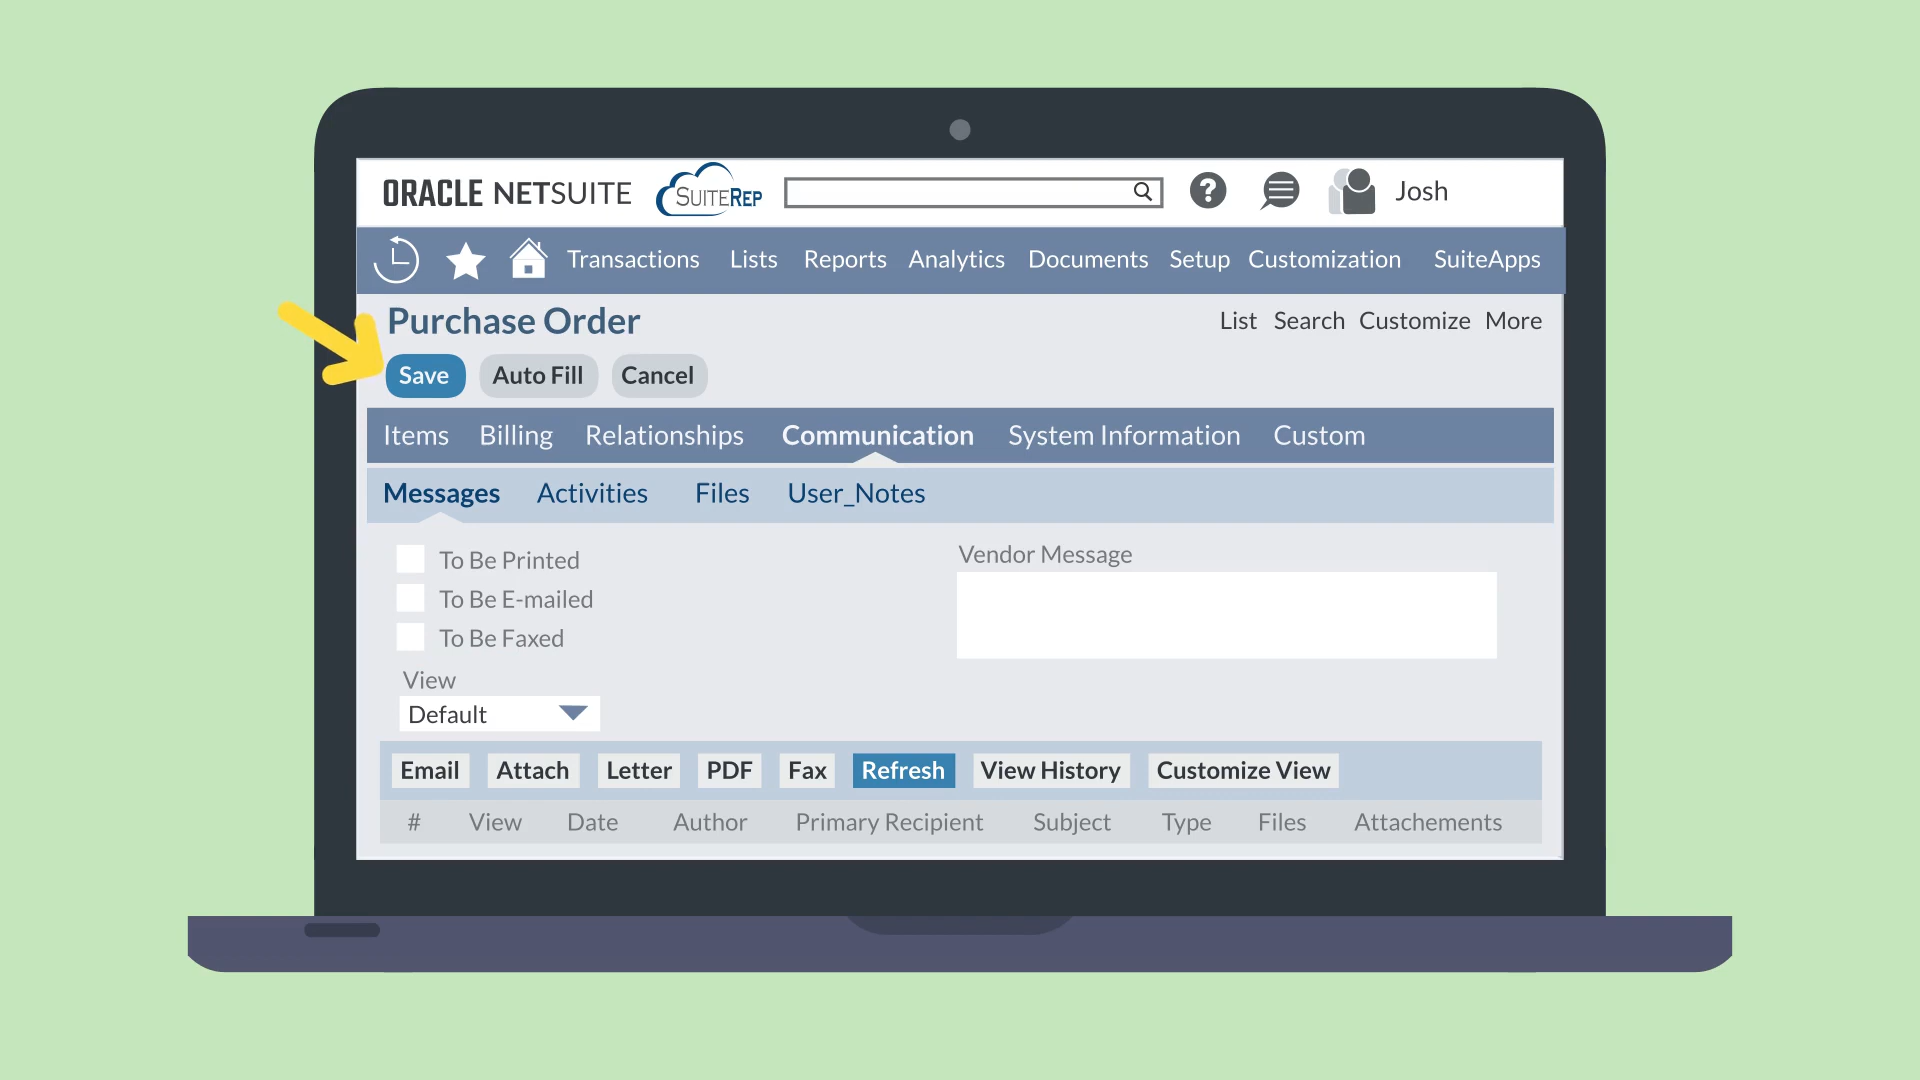 ORACLE NETSUITE SUITEREP ? Josh
Transactions Lists Reports Analytics Documents Setup Customization SuiteApps
Purchase Order List Search Customize More
Save Auto Fill Cancel
Items Billing Relationships Communication System Information Custom
Messages Activities Files User_Notes
To Be Printed
To Be E-mailed
To Be Faxed
Vendor Message
View
Default
Email Attach Letter PDF Fax Refresh View History Customize View
# View Date Author Primary Recipient Subject Type Files Attachements